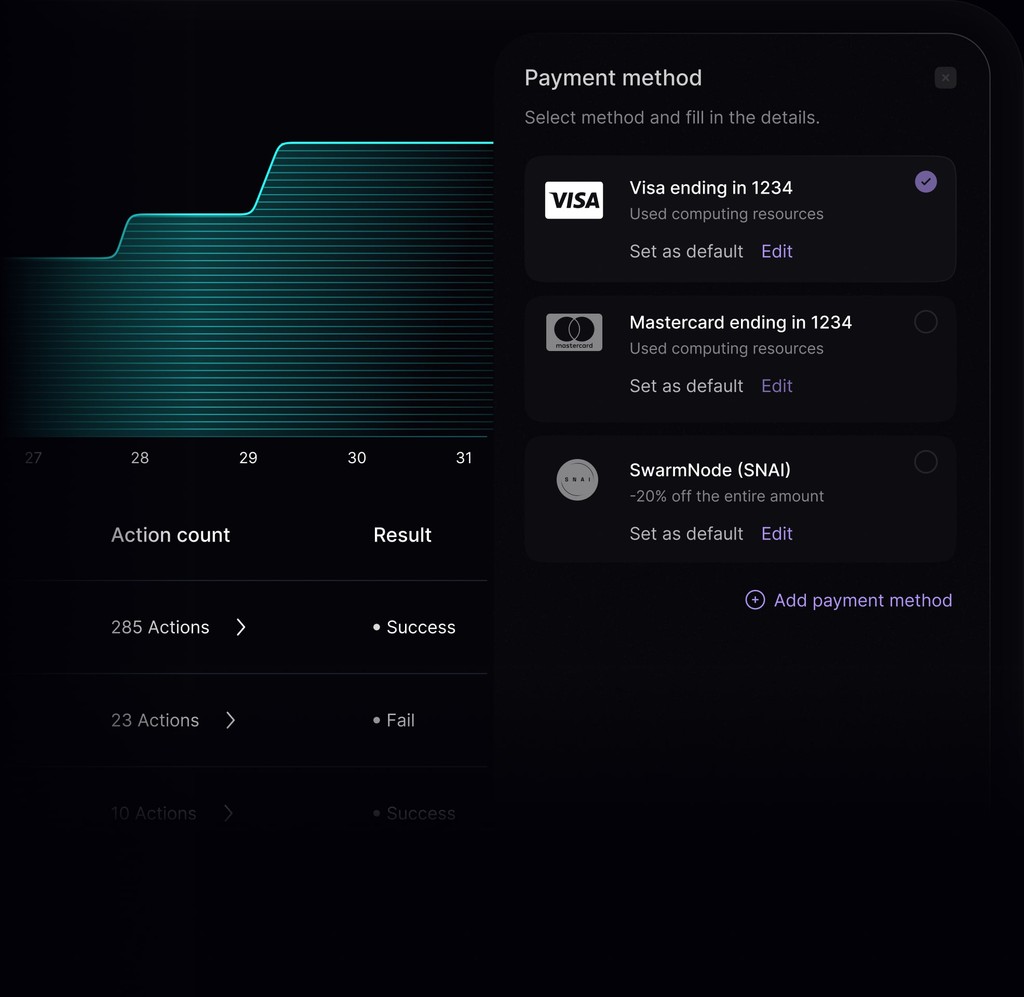 27 28 29 30 31
Action count Result
285 Actions Success
23 Actions Fail
10 Actions Success
Payment method
Select method and fill in the details.
VISA
Visa ending in 1234
Used computing resources
Set as default Edit
mastercard
Mastercard ending in 1234
Used computing resources
Set as default Edit
SNAI
SwarmNode (SNAI)
-20% off the entire amount
Set as default Edit
Add payment method